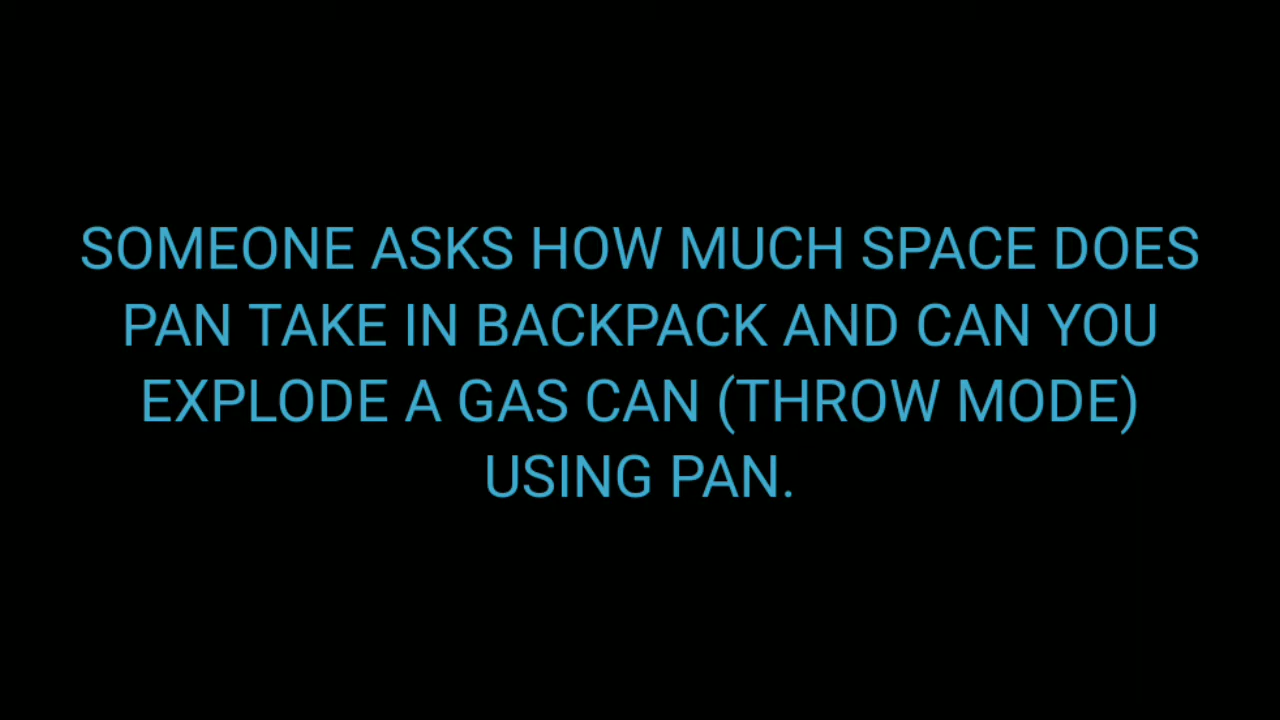 SOMEONE ASKS HOW MUCH SPACE DOES
PAN TAKE IN BACKPACK AND CAN YOU
EXPLODE A GAS CAN (THROW MODE)
USING PAN.